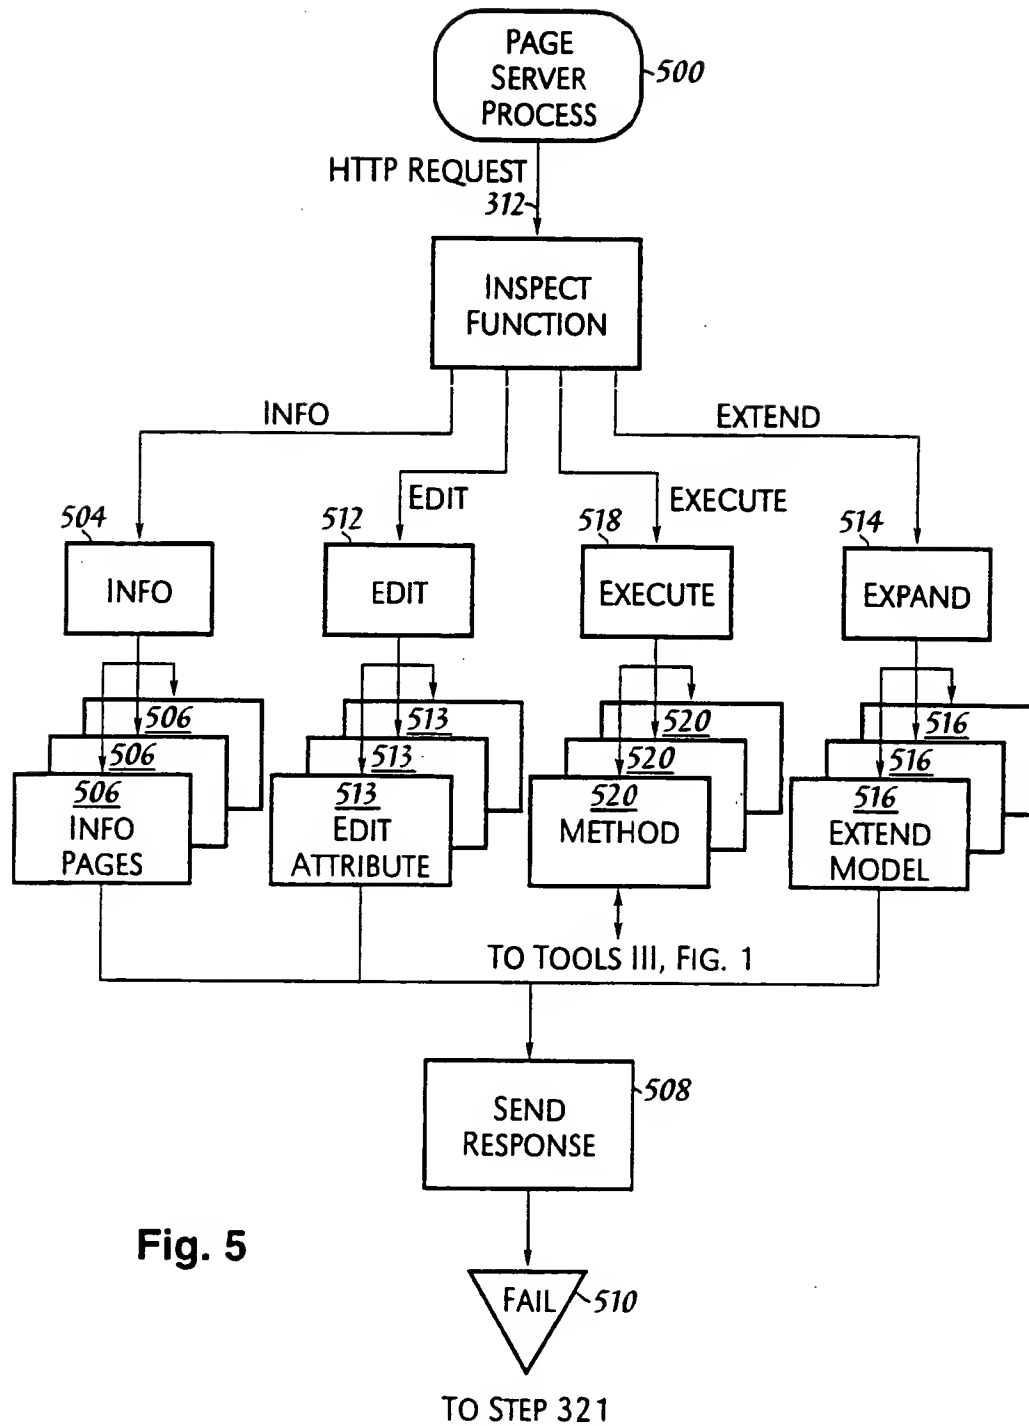 PAGE
SERVER
PROCESS
500
HTTP REQUEST
312
INSPECT
FUNCTION
INFO
EXTEND
EDIT
EXECUTE
504
512
518
514
INFO
EDIT
EXECUTE
EXPAND
506
513
520
516
506
513
520
516
506
513
520
516
INFO
PAGES
EDIT
ATTRIBUTE
METHOD
EXTEND
MODEL
TO TOOLS III, FIG. 1
508
SEND
RESPONSE
Fig. 5
FAIL
510
TO STEP 321